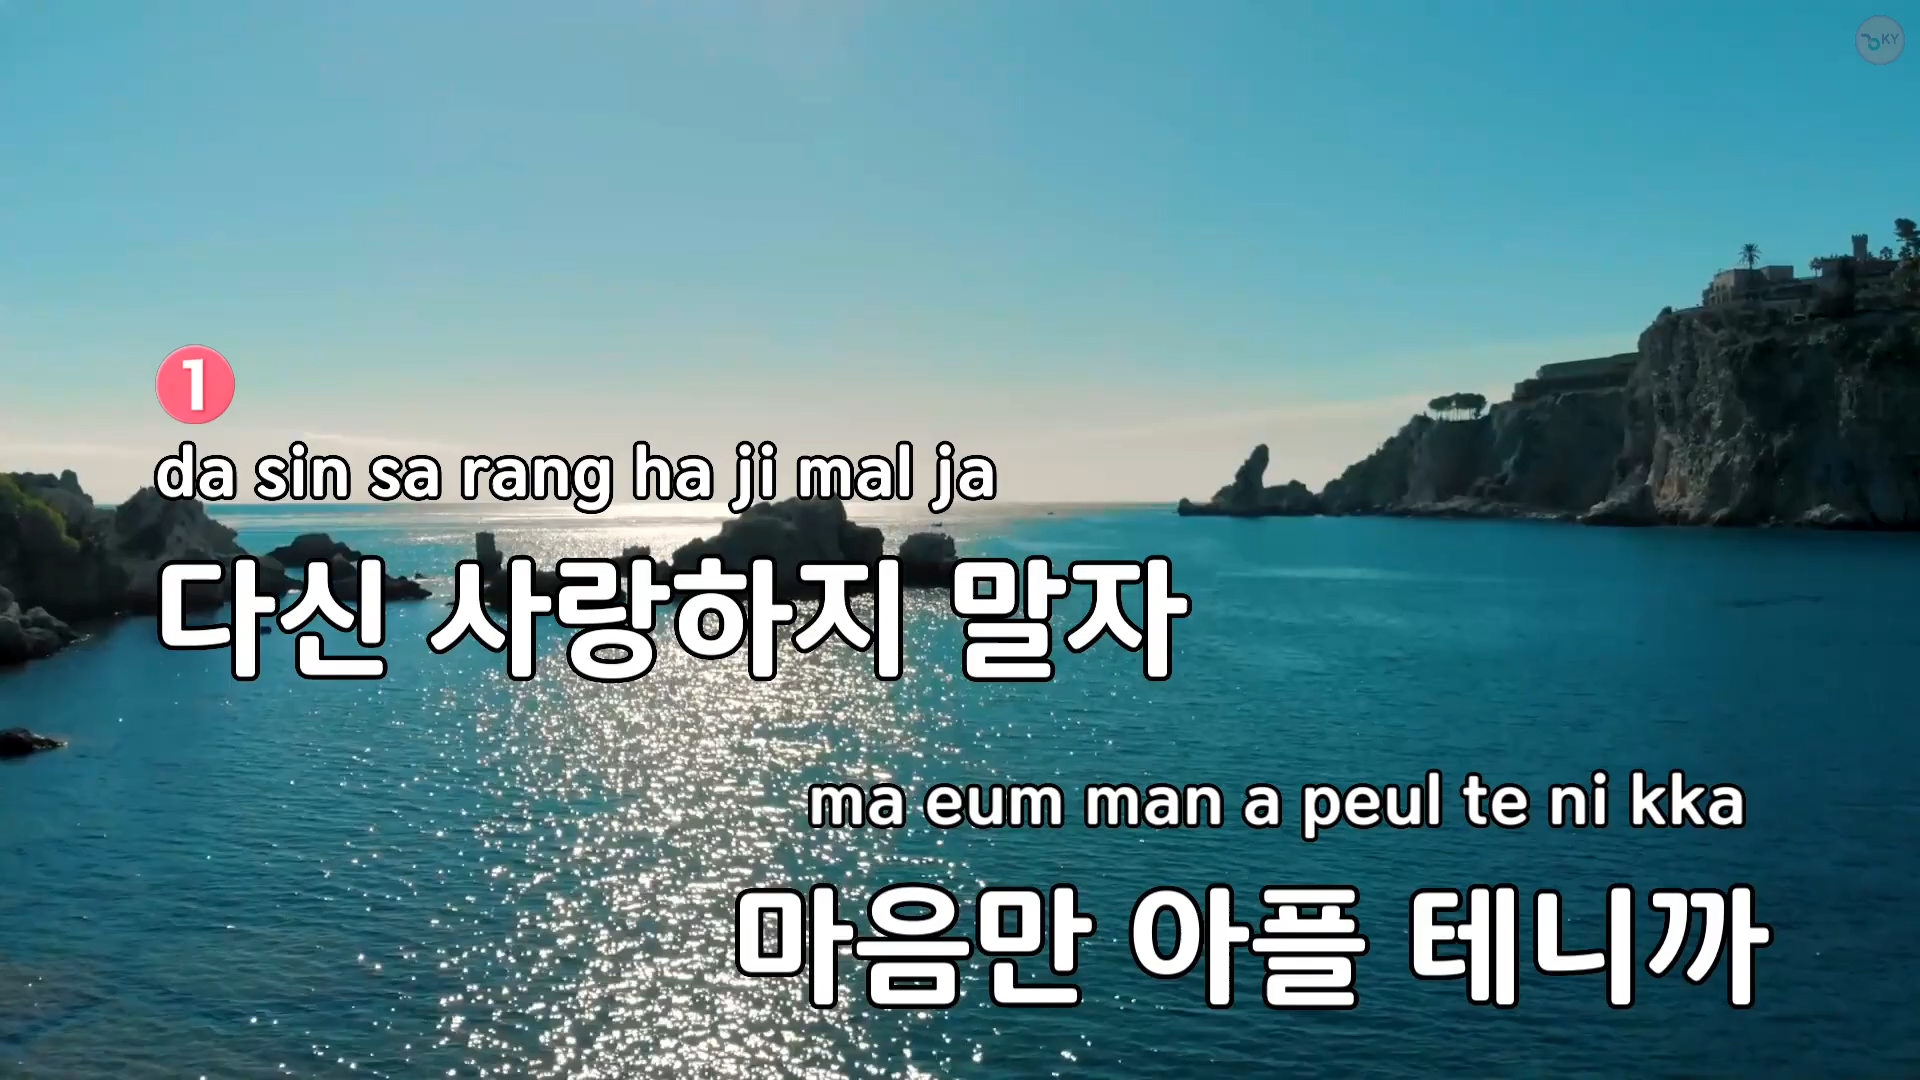 KY
1
da sin sa rang ha ji mal ja
다신 사랑하지 말자
ma eum man a peul te ni kka
마음만 아플 테니까